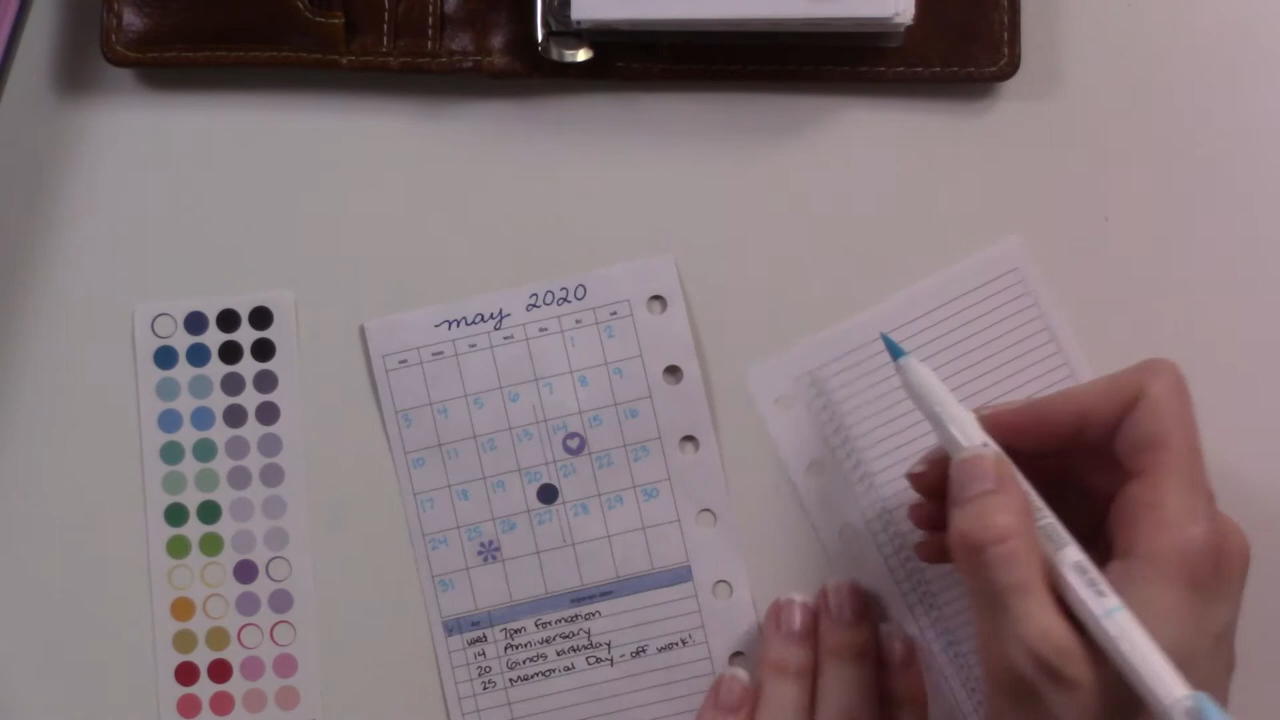 may 2020
1 2
3 4 5 6 7 8 9
10 11 12 13 14 15 16
17 18 19 20 21 22 23
24 25 26 27 28 29 30
31
wed 7pm Formation
14 Anniversary
20 Gino's birthday
25 Memorial Day - off work!